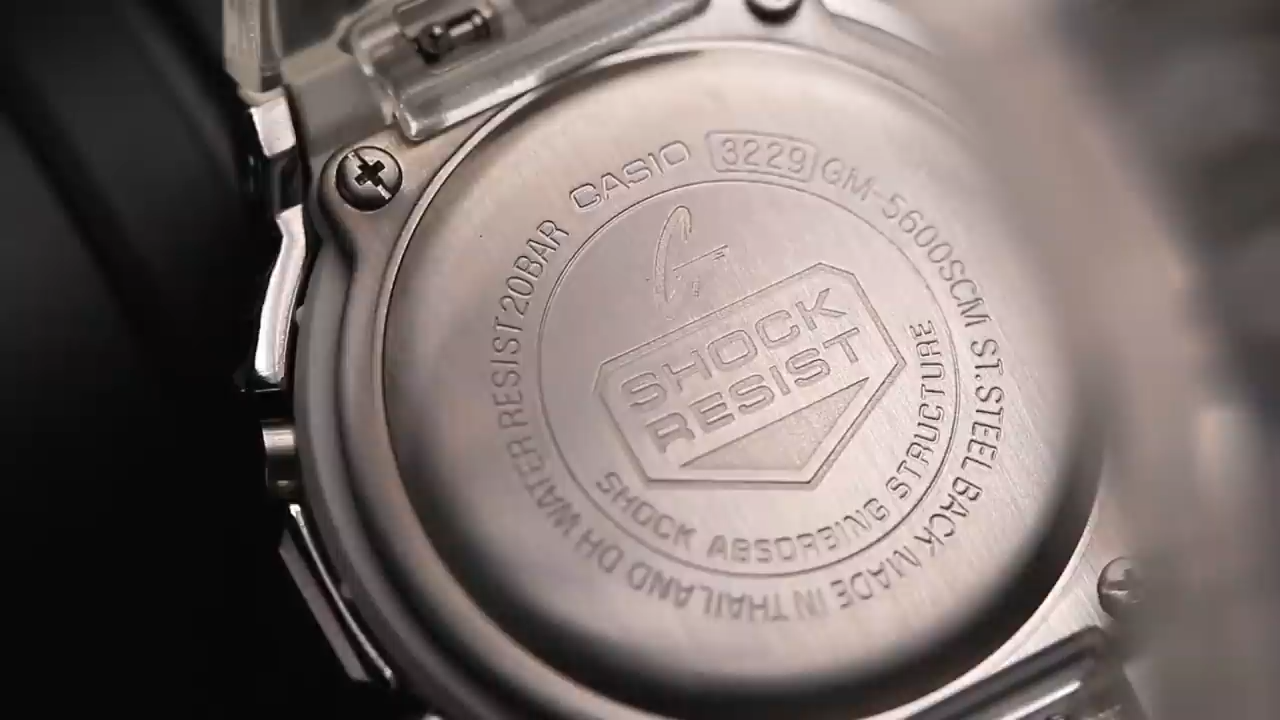 CASIO 3229 GM-5600SCM ST.STEEL BACK MADE IN THAILAND DH WATER RESIST 20BAR
G
SHOCK
RESIST
SHOCK ABSORBING STRUCTURE